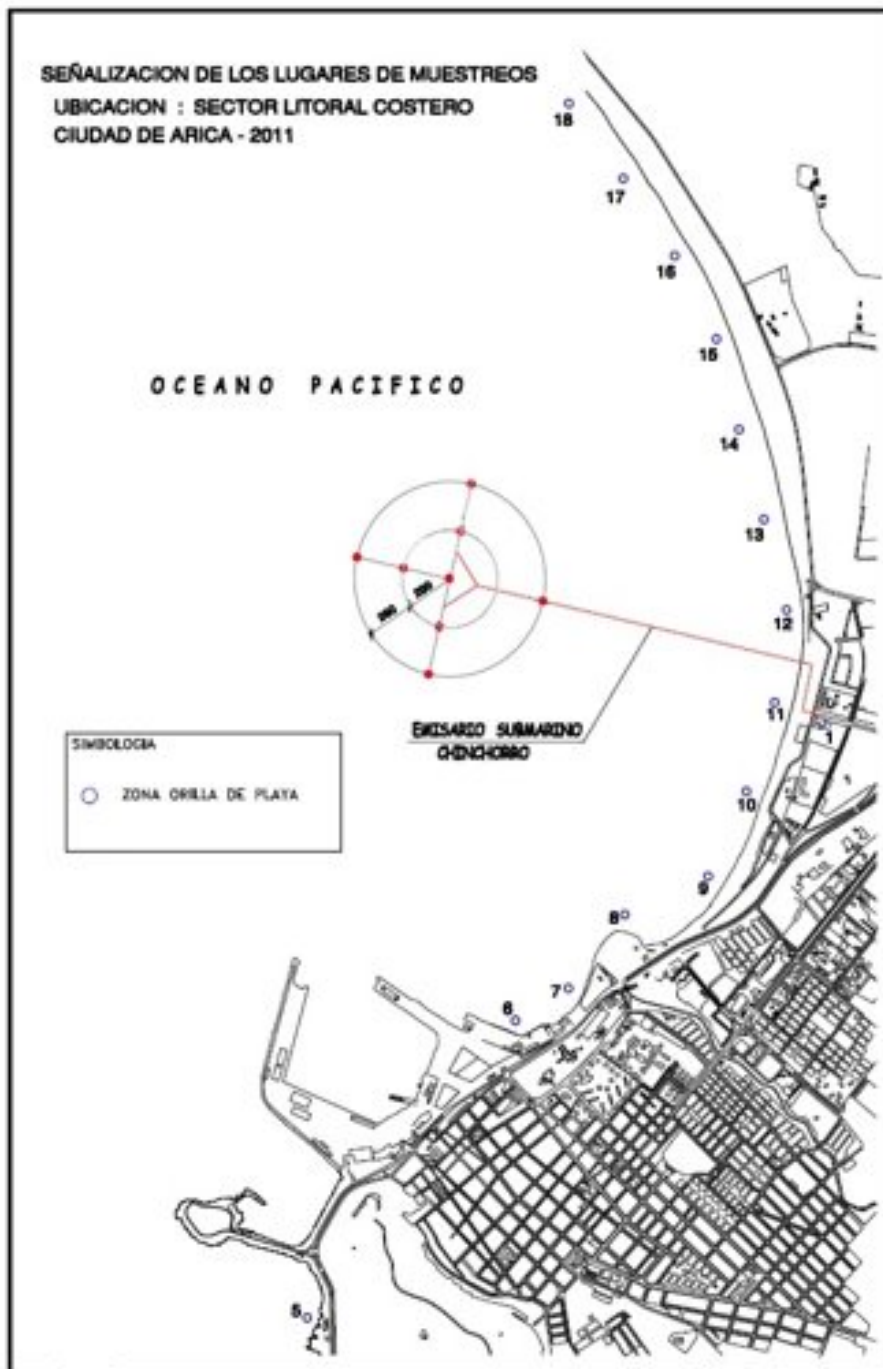 SEÑALIZACION DE LOS LUGARES DE MUESTREOS
UBICACION : SECTOR LITORAL COSTERO
CIUDAD DE ARICA - 2011
18
17
16
15
OCEANO PACIFICO
14
13
12
11
1
EMISARIO SUBMARINO
CHINCHORRO
SIMBOLOGIA
ZONA ORILLA DE PLAYA
10
9
8
7
6
5